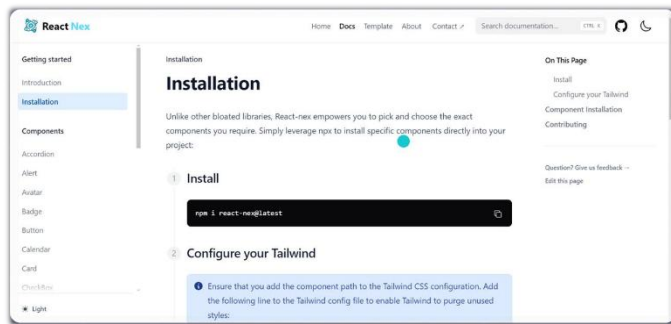 React Nex
Home Docs Template About Contact ↗ Search documentation... CTRL K
Getting started
Introduction
Installation
Components
Accordion
Alert
Avatar
Badge
Button
Calendar
Card
Checkbox
Light
Installation
Installation
Unlike other bloated libraries, React-nex empowers you to pick and choose the exact
components you require. Simply leverage npx to install specific components directly into your
project:
1 Install
npm i react-nex@latest
2 Configure your Tailwind
Ensure that you add the component path to the Tailwind CSS configuration. Add
the following line to the Tailwind config file to enable Tailwind to purge unused
styles:
On This Page
Install
Configure your Tailwind
Component Installation
Contributing
Question? Give us feedback →
Edit this page